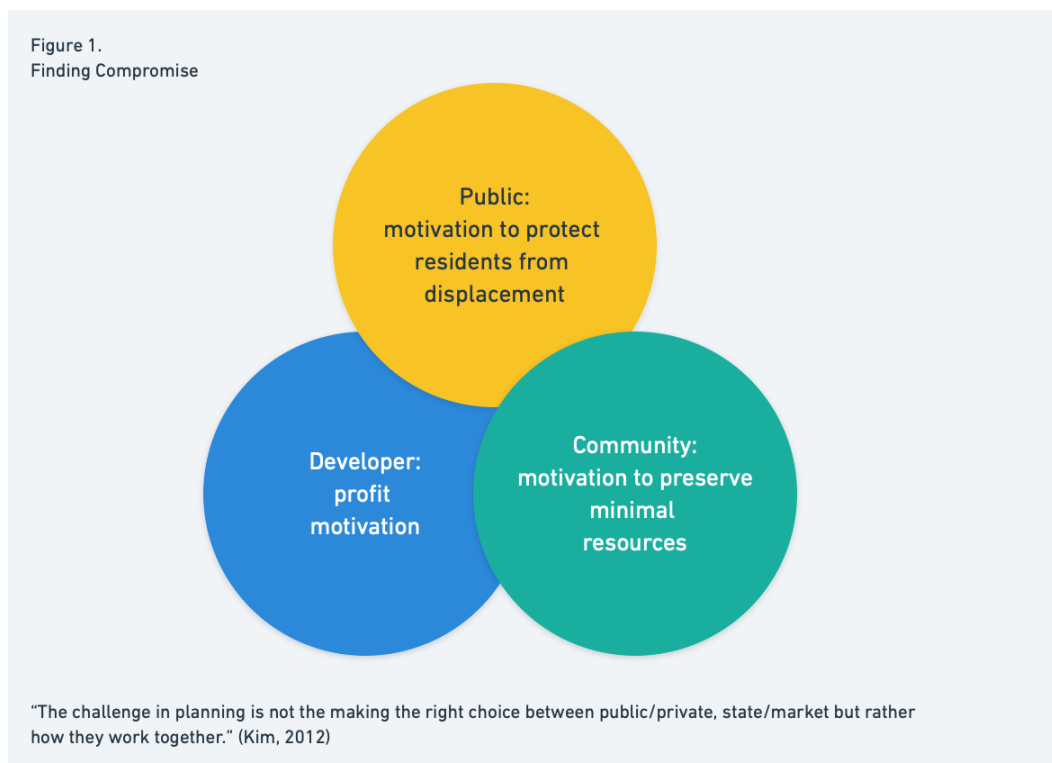 Figure 1.
Finding Compromise
Public:
motivation to protect
residents from
displacement
Developer:
profit
motivation
Community:
motivation to preserve
minimal
resources
“The challenge in planning is not the making the right choice between public/private, state/market but rather
how they work together.” (Kim, 2012)